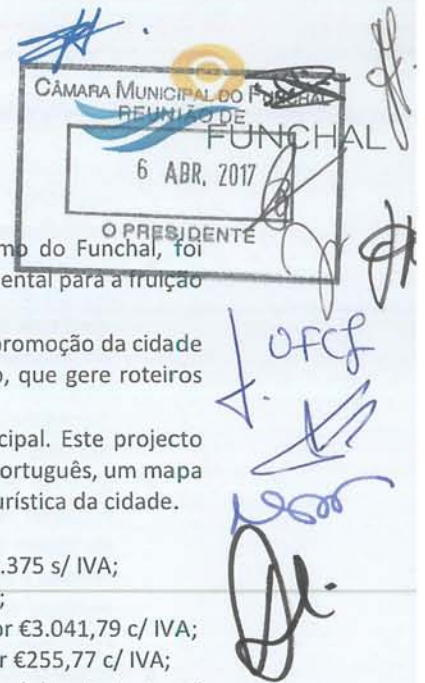 CÂMARA MUNICIPAL DO FUNCHAL
REUNIÃO DE
FUNCHAL
6 ABR. 2017
O PRESIDENTE
mo do Funchal, foi
ental para a fruição
promoção da cidade
o, que gere roteiros
cipal. Este projecto
ortuguês, um mapa
urística da cidade.
.375 s/ IVA;
;
or €3.041,79 c/ IVA;
r €255,77 c/ IVA;